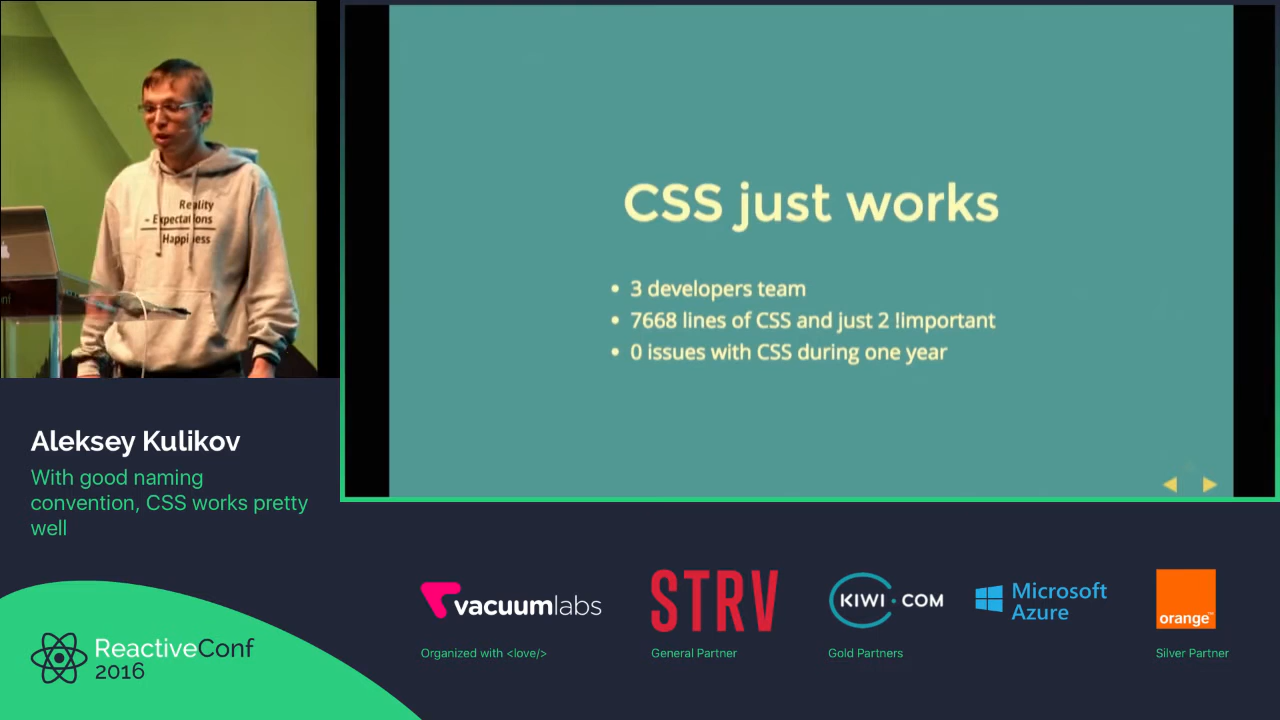 Reality
- Expectations
Happiness
CSS just works
• 3 developers team
• 7668 lines of CSS and just 2 !important
• 0 issues with CSS during one year
Aleksey Kulikov
With good naming
convention, CSS works pretty
well
ReactiveConf
2016
vacuumlabs
Organized with <love/>
STRV
General Partner
KIWI.COM
Gold Partners
Microsoft
Azure
orange™
Silver Partner